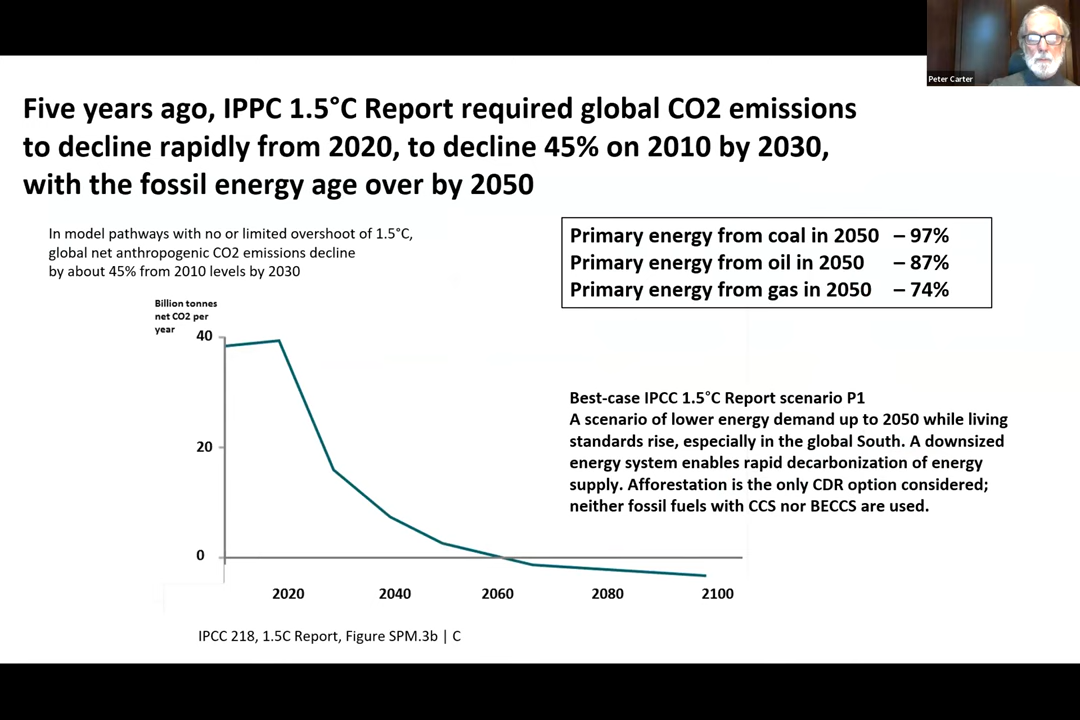 Peter Carter
Five years ago, IPPC 1.5°C Report required global CO2 emissions
to decline rapidly from 2020, to decline 45% on 2010 by 2030,
with the fossil energy age over by 2050
In model pathways with no or limited overshoot of 1.5°C,
global net anthropogenic CO2 emissions decline
by about 45% from 2010 levels by 2030
Primary energy from coal in 2050 – 97%
Primary energy from oil in 2050 – 87%
Primary energy from gas in 2050 – 74%
Billion tonnes
net CO2 per
year
40
20
0
2020 2040 2060 2080 2100
Best-case IPCC 1.5°C Report scenario P1
A scenario of lower energy demand up to 2050 while living
standards rise, especially in the global South. A downsized
energy system enables rapid decarbonization of energy
supply. Afforestation is the only CDR option considered;
neither fossil fuels with CCS nor BECCS are used.
IPCC 218, 1.5C Report, Figure SPM.3b | C